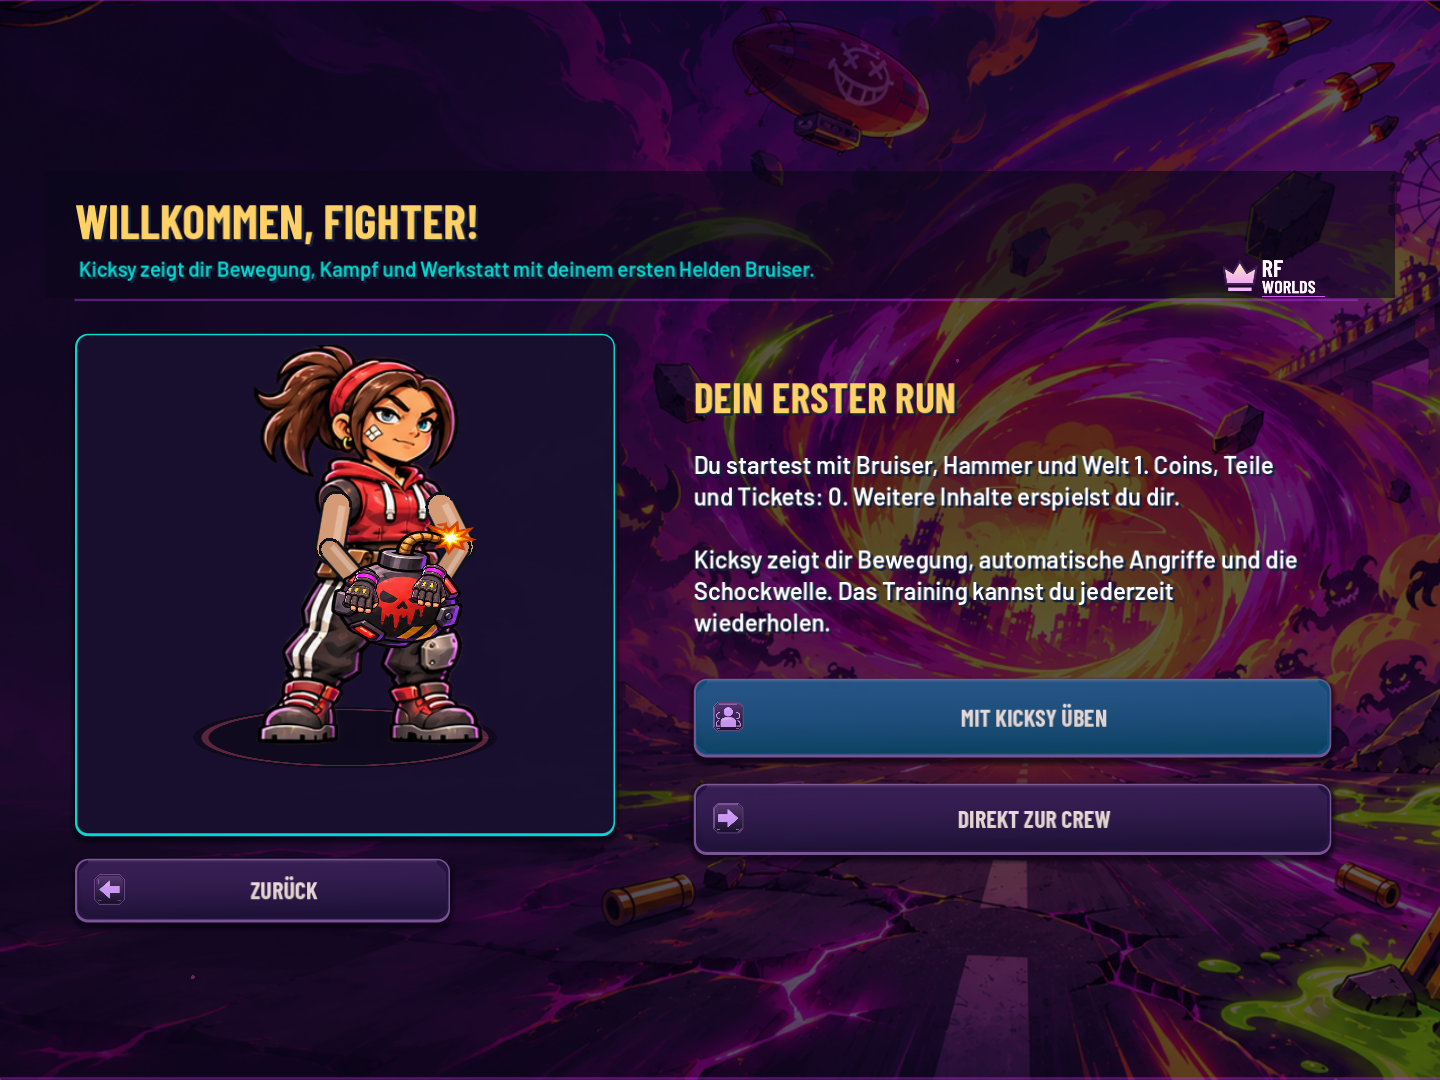 WILLKOMMEN, FIGHTER!
Kicksy zeigt dir Bewegung, Kampf und Werkstatt mit deinem ersten Helden Bruiser.
RF
WORLDS
DEIN ERSTER RUN
Du startest mit Bruiser, Hammer und Welt 1. Coins, Teile
und Tickets: 0. Weitere Inhalte erspielst du dir.
Kicksy zeigt dir Bewegung, automatische Angriffe und die
Schockwelle. Das Training kannst du jederzeit
wiederholen.
MIT KICKSY ÜBEN
DIREKT ZUR CREW
ZURÜCK